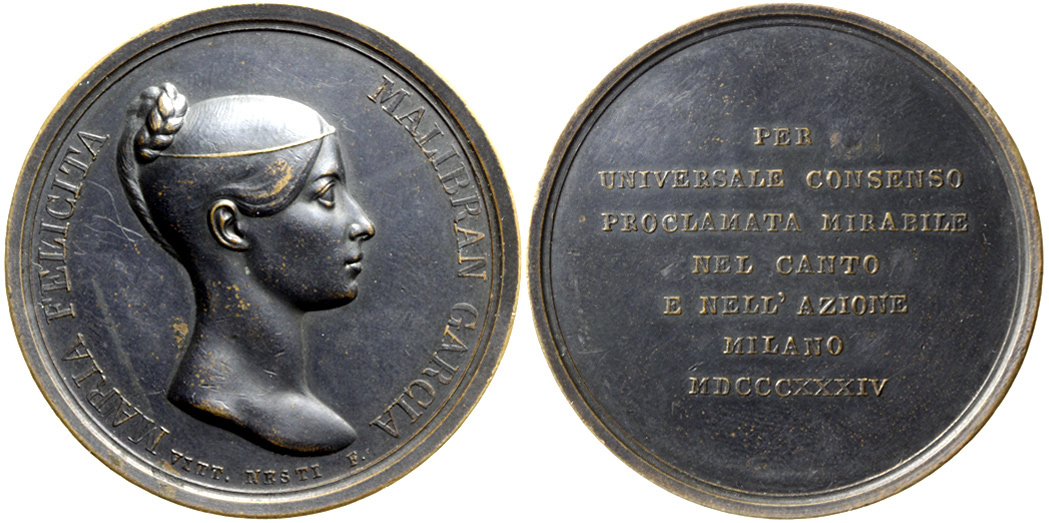 MARIA FELICITA MALIBRAN GARCIA
VITT. NESTI F.
PER
UNIVERSALE CONSENSO
PROCLAMATA MIRABILE
NEL CANTO
E NELL' AZIONE
MILANO
MDCCCXXXIV